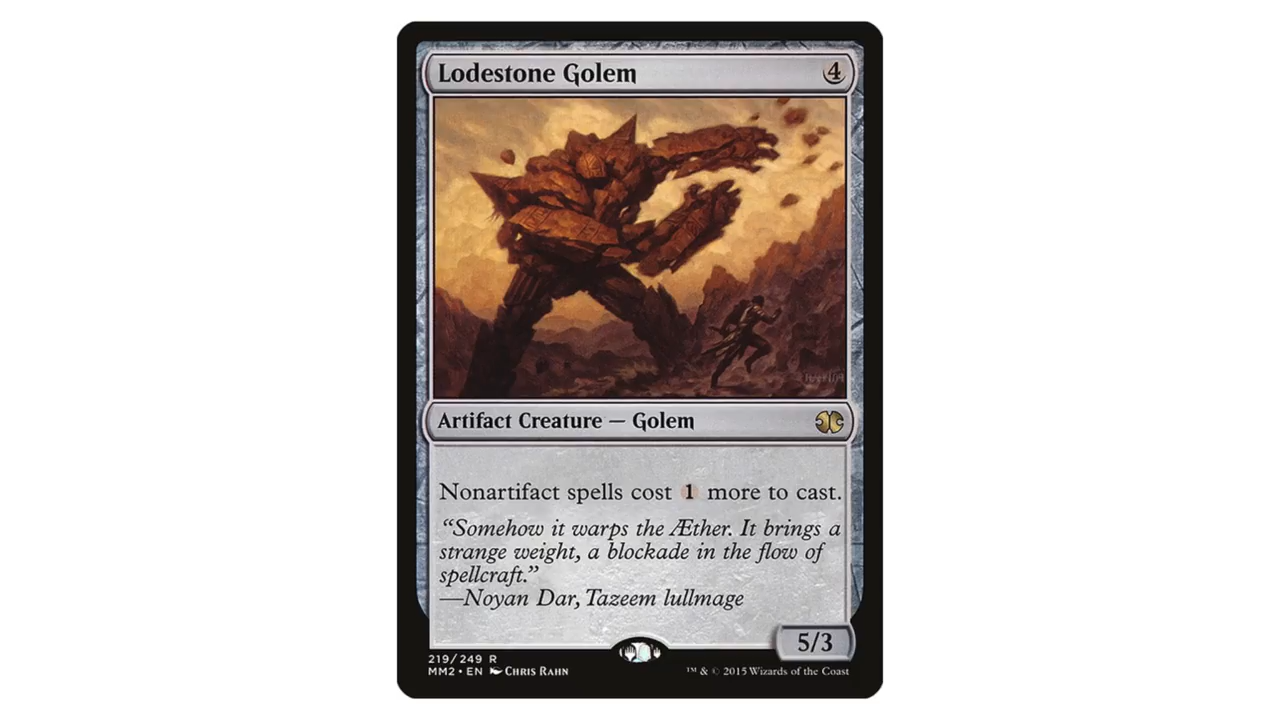 Lodestone Golem 4
Artifact Creature — Golem
Nonartifact spells cost 1 more to cast.
“Somehow it warps the Æther. It brings a
strange weight, a blockade in the flow of
spellcraft.”
—Noyan Dar, Tazeem lullmage
5/3
219/249 R
MM2 • EN Chris Rahn
™ & © 2015 Wizards of the Coast